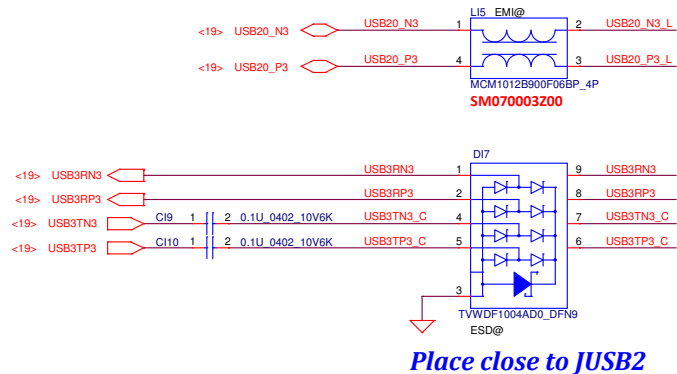 LI5 EMI@
<19> USB20_N3 USB20_N3 1 2 USB20_N3_L
<19> USB20_P3 USB20_P3 4 3 USB20_P3_L
MCM1012B900F06BP_4P
SM070003Z00
DI7
<19> USB3RN3 USB3RN3 1 9 USB3RN3
<19> USB3RP3 USB3RP3 2 8 USB3RP3
<19> USB3TN3 CI9 1 2 0.1U_0402_10V6K USB3TN3_C 4 7 USB3TN3_C
<19> USB3TP3 CI10 1 2 0.1U_0402_10V6K USB3TP3_C 5 6 USB3TP3_C
3
TVWDF1004AD0_DFN9
ESD@
Place close to JUSB2